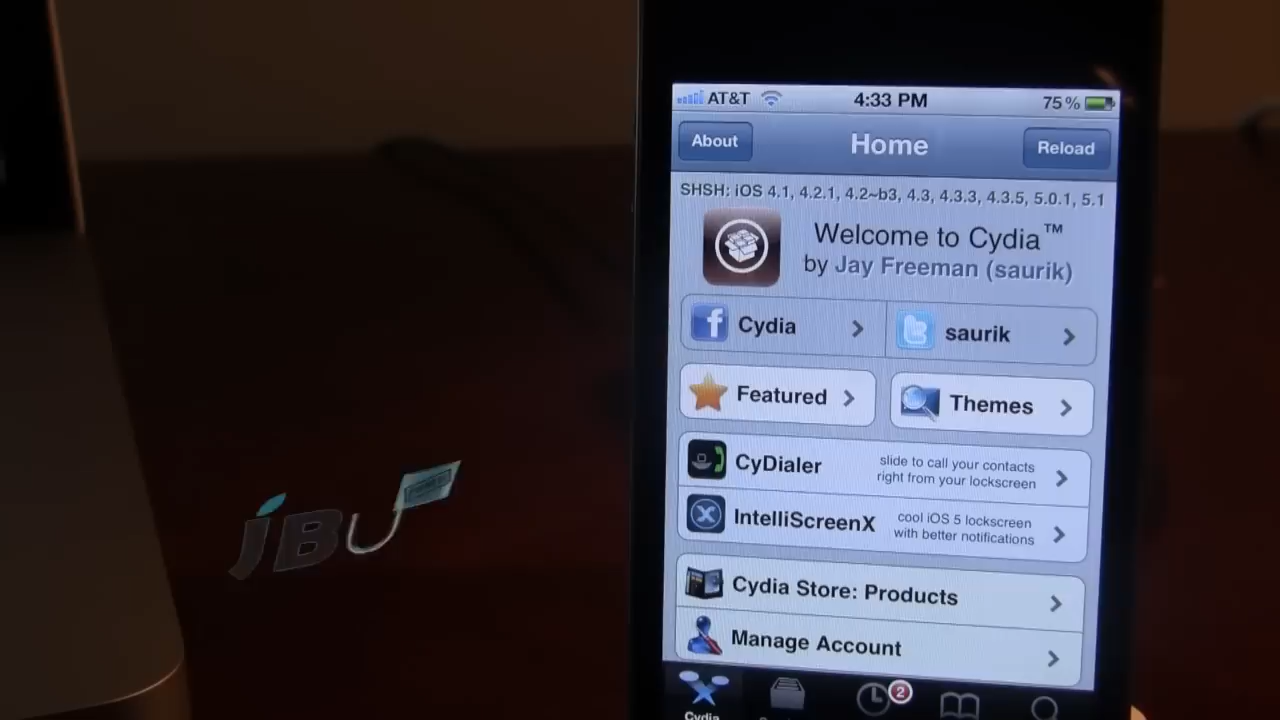 AT&T 4:33 PM 75%
About Home Reload
SHSH: iOS 4.1, 4.2.1, 4.2~b3, 4.3, 4.3.3, 4.3.5, 5.0.1, 5.1
Welcome to Cydia™
by Jay Freeman (saurik)
Cydia saurik
Featured Themes
CyDialer
slide to call your contacts
right from your lockscreen
IntelliScreenX
cool iOS 5 lockscreen
with better notifications
Cydia Store: Products
Manage Account
2
Cydia
jBU